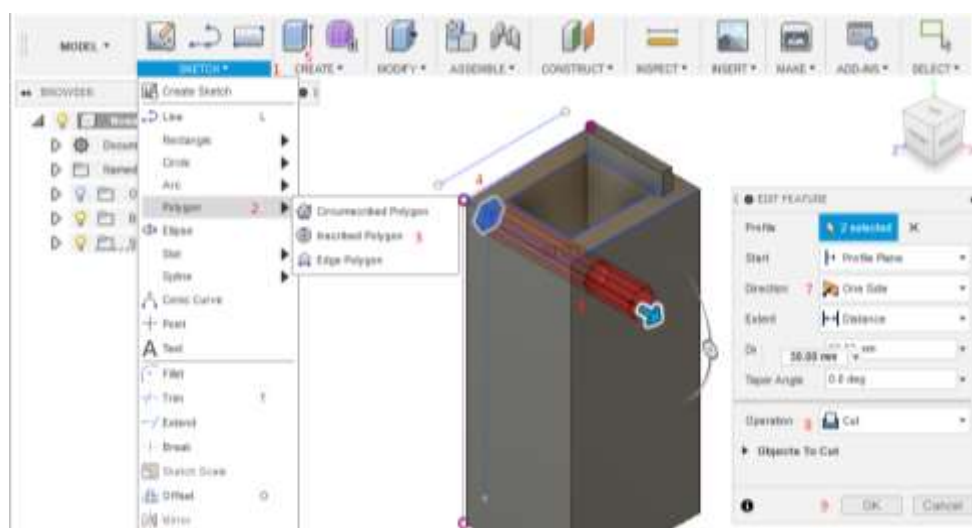 MODEL ▾
SKETCH ▾
1
5
CREATE ▾
MODIFY ▾
ASSEMBLE ▾
CONSTRUCT ▾
INSPECT ▾
INSERT ▾
MAKE ▾
ADD-INS ▾
SELECT ▾
BROWSER
Create Sketch
Line L
Rectangle
Circle
Arc
Polygon 2
Circumscribed Polygon
Inscribed Polygon 3
Edge Polygon
Ellipse
Slot
Spline
Conic Curve
Point
Text
Fillet
Trim T
Extend
Break
Sketch Scale
Offset O
Mirror
4
EDIT FEATURE
Profile 2 selected
Start Profile Plane
Direction 7 One Side
Extent Distance
50.00 mm
Taper Angle 0.0 deg
Operation 8 Cut
Objects To Cut
9 OK Cancel